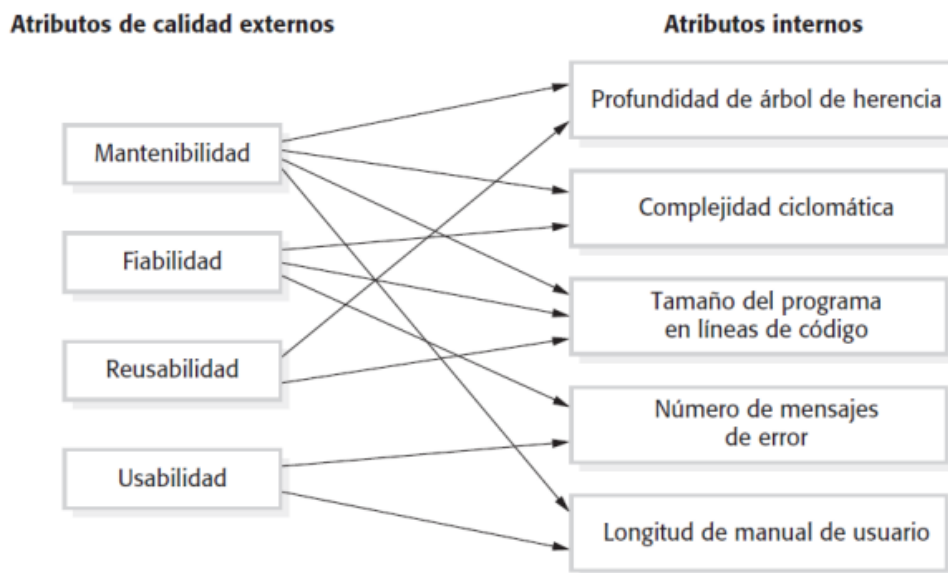 Atributos de calidad externos
Atributos internos
Mantenibilidad
Fiabilidad
Reusabilidad
Usabilidad
Profundidad de árbol de herencia
Complejidad ciclomática
Tamaño del programa
en líneas de código
Número de mensajes
de error
Longitud de manual de usuario